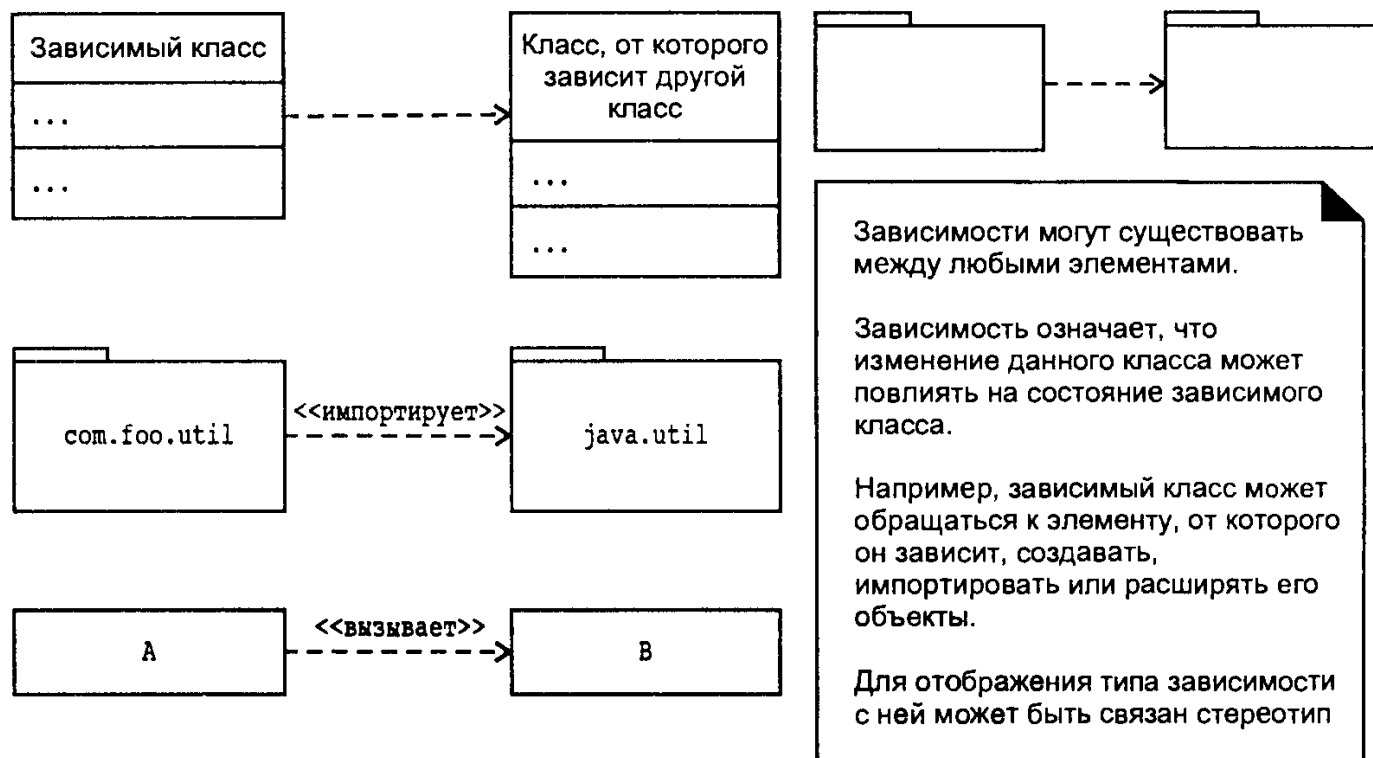 Зависимый класс
...
...
Класс, от которого
зависит другой
класс
...
...
com.foo.util
<<импортирует>>
java.util
A
<<вызывает>>
B
Зависимости могут существовать
между любыми элементами.
Зависимость означает, что
изменение данного класса может
повлиять на состояние зависимого
класса.
Например, зависимый класс может
обращаться к элементу, от которого
он зависит, создавать,
импортировать или расширять его
объекты.
Для отображения типа зависимости
с ней может быть связан стереотип